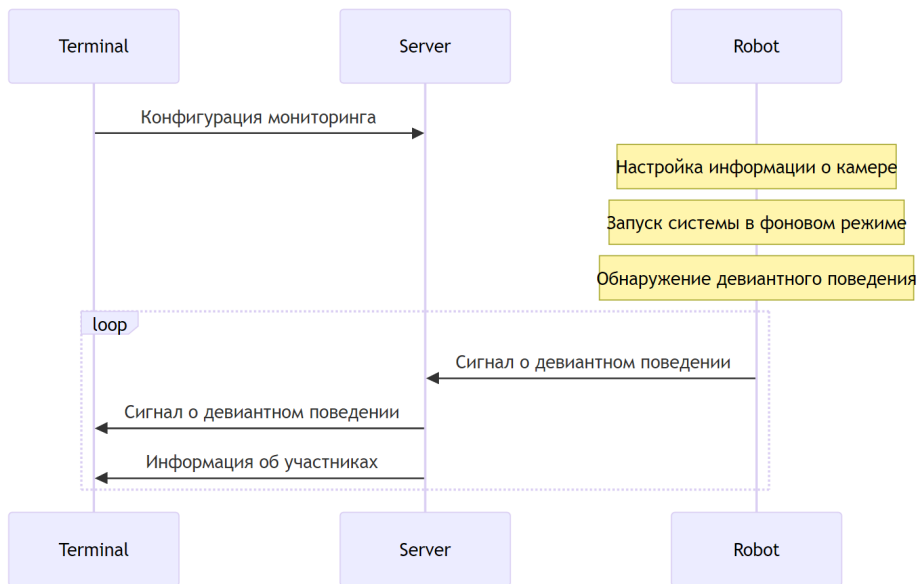 Terminal
Server
Robot
Конфигурация мониторинга
Настройка информации о камере
Запуск системы в фоновом режиме
Обнаружение девиантного поведения
loop
Сигнал о девиантном поведении
Сигнал о девиантном поведении
Информация об участниках
Terminal
Server
Robot